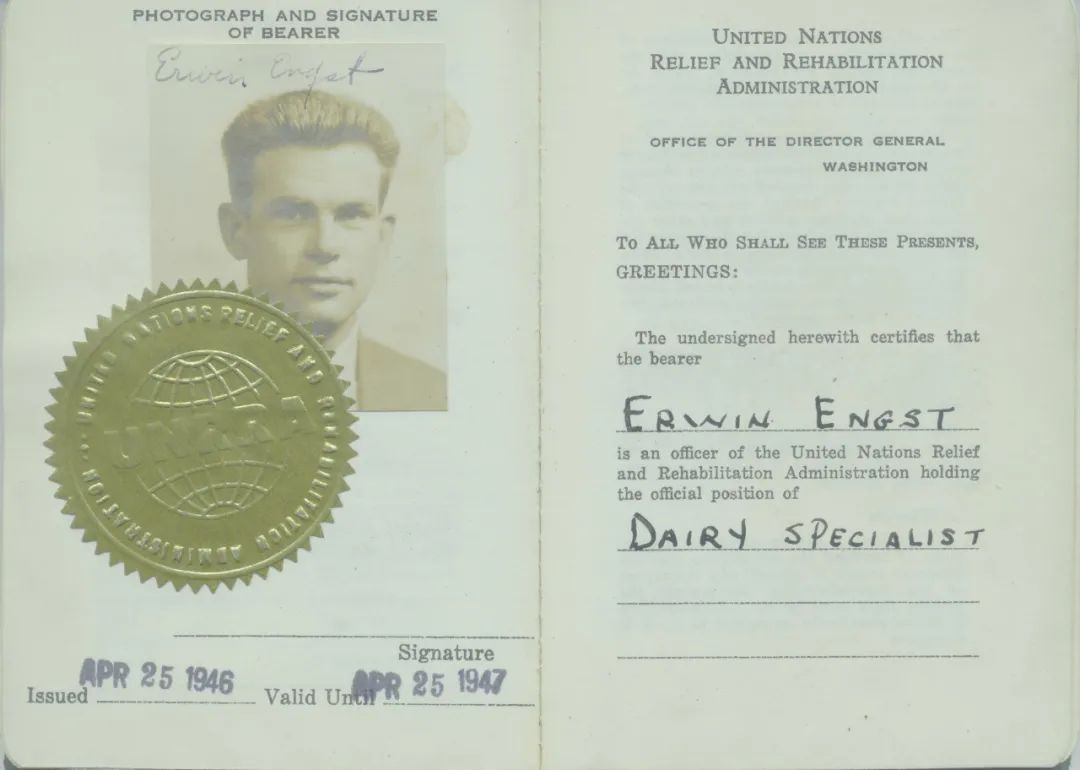 PHOTOGRAPH AND SIGNATURE
OF BEARER
Erwin Engst
UNITED NATIONS RELIEF AND REHABILITATION ADMINISTRATION
UNRRA
Signature
APR 25 1946
APR 25 1947
Issued
Valid Until
UNITED NATIONS
RELIEF AND REHABILITATION
ADMINISTRATION
OFFICE OF THE DIRECTOR GENERAL
WASHINGTON
TO ALL WHO SHALL SEE THESE PRESENTS,
GREETINGS:
The undersigned herewith certifies that
the bearer
ERWIN ENGST
is an officer of the United Nations Relief
and Rehabilitation Administration holding
the official position of
DAIRY SPECIALIST